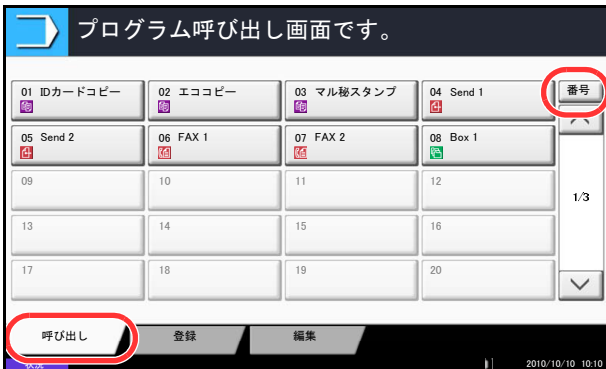 プログラム呼び出し画面です。
01 IDカードコピー 02 エココピー 03 マル秘スタンプ 04 Send 1 番号
05 Send 2 06 FAX 1 07 FAX 2 08 Box 1
09 10 11 12
1/3
13 14 15 16
17 18 19 20
呼び出し 登録 編集
状況 2010/10/10 10:10